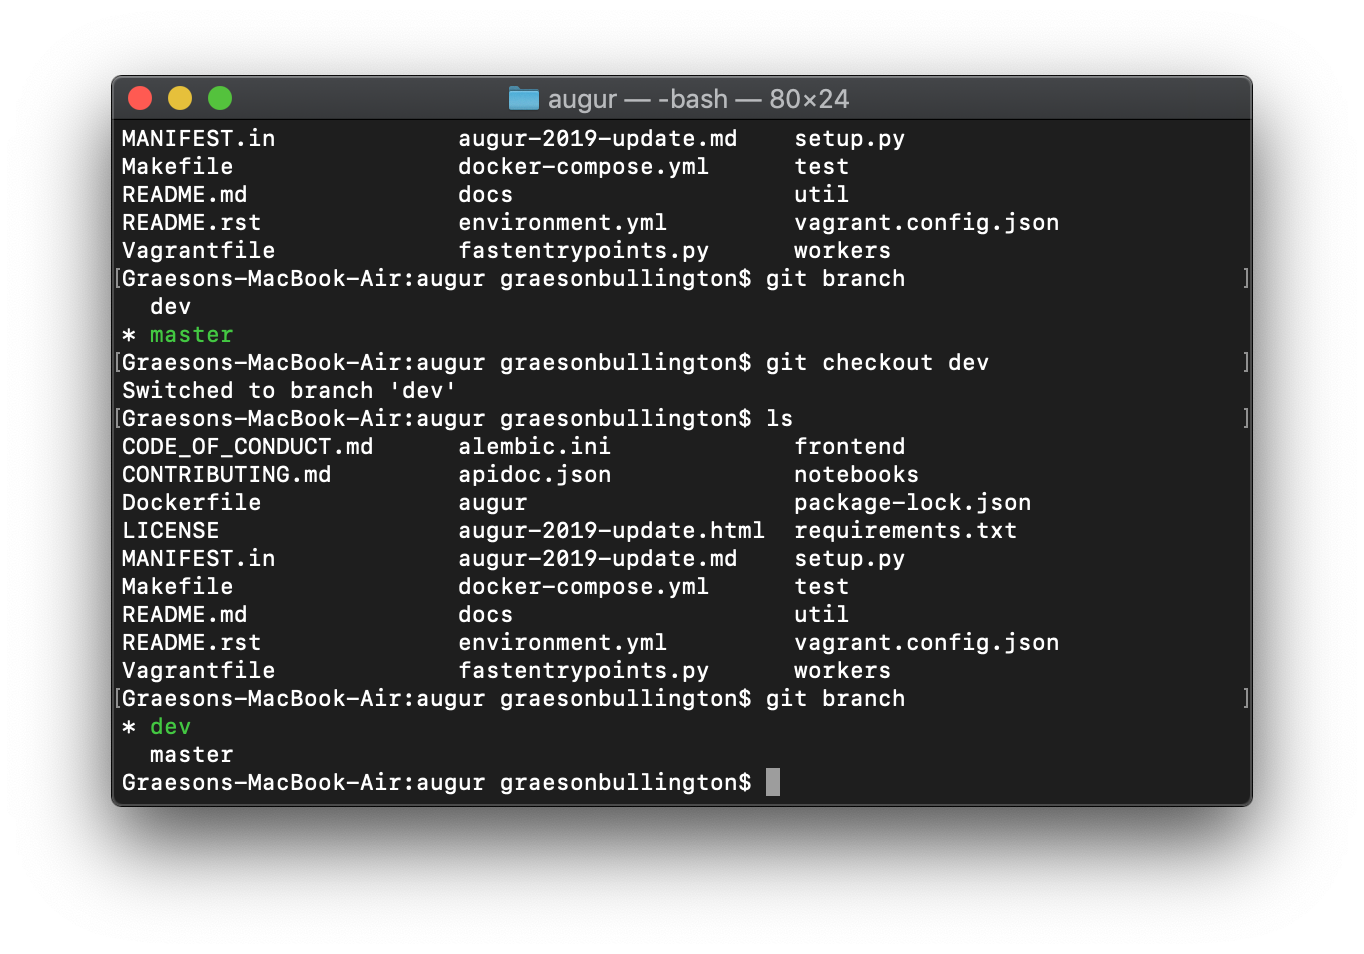 augur — -bash — 80×24
MANIFEST.in augur-2019-update.md setup.py
Makefile docker-compose.yml test
README.md docs util
README.rst environment.yml vagrant.config.json
Vagrantfile fastentrypoints.py workers
[Graesons-MacBook-Air:augur graesonbullington$ git branch ]
dev
* master
[Graesons-MacBook-Air:augur graesonbullington$ git checkout dev ]
Switched to branch 'dev'
[Graesons-MacBook-Air:augur graesonbullington$ ls ]
CODE_OF_CONDUCT.md alembic.ini frontend
CONTRIBUTING.md apidoc.json notebooks
Dockerfile augur package-lock.json
LICENSE augur-2019-update.html requirements.txt
MANIFEST.in augur-2019-update.md setup.py
Makefile docker-compose.yml test
README.md docs util
README.rst environment.yml vagrant.config.json
Vagrantfile fastentrypoints.py workers
[Graesons-MacBook-Air:augur graesonbullington$ git branch ]
* dev
master
Graesons-MacBook-Air:augur graesonbullington$